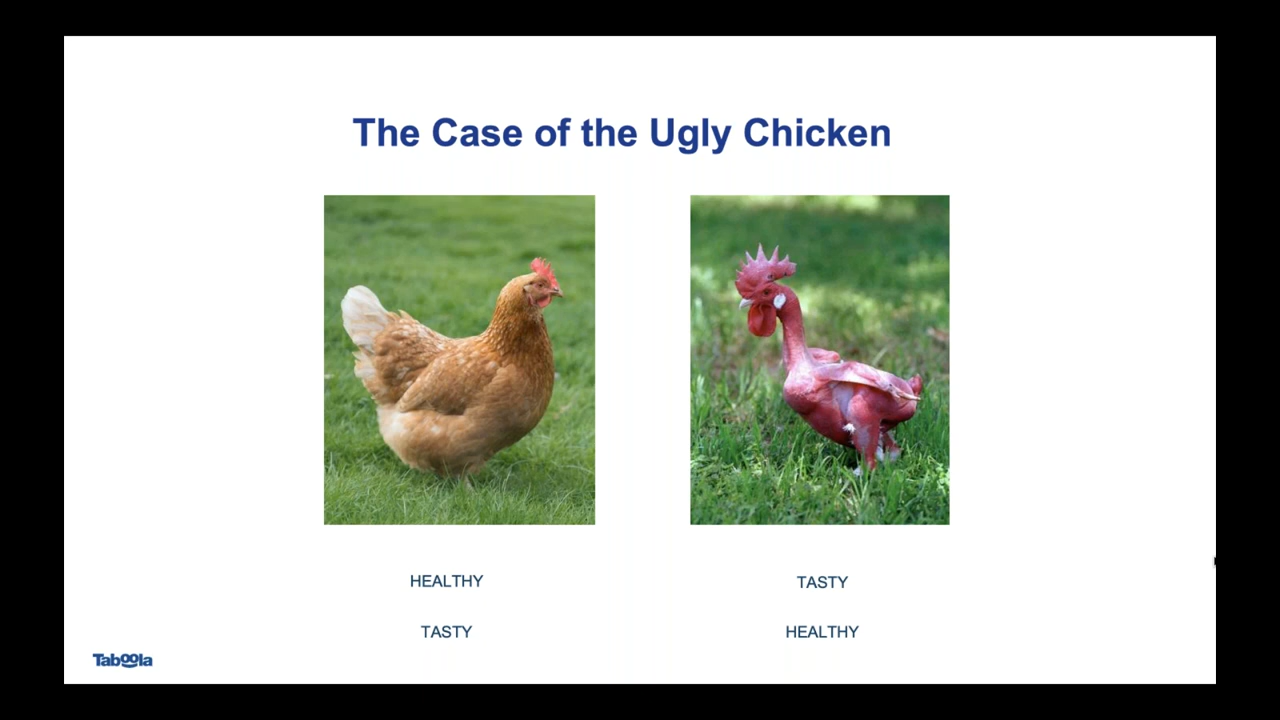 The Case of the Ugly Chicken
HEALTHY
TASTY
TASTY
HEALTHY
Taboola